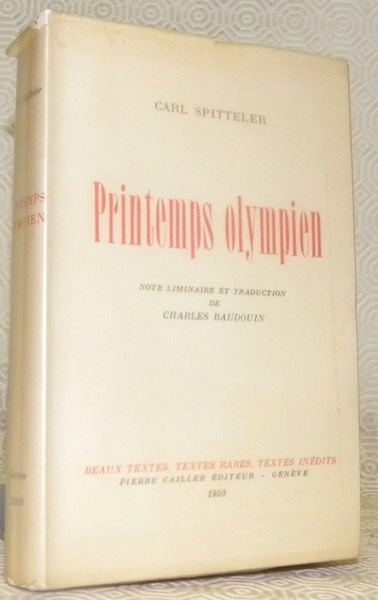 CARL SPITTELER
Printemps olympien
NOTE LIMINAIRE ET TRADUCTION
DE
CHARLES BAUDOUIN
BEAUX TEXTES, TEXTES RARES, TEXTES INÉDITS
PIERRE CAILLER ÉDITEUR - GENÈVE
1950